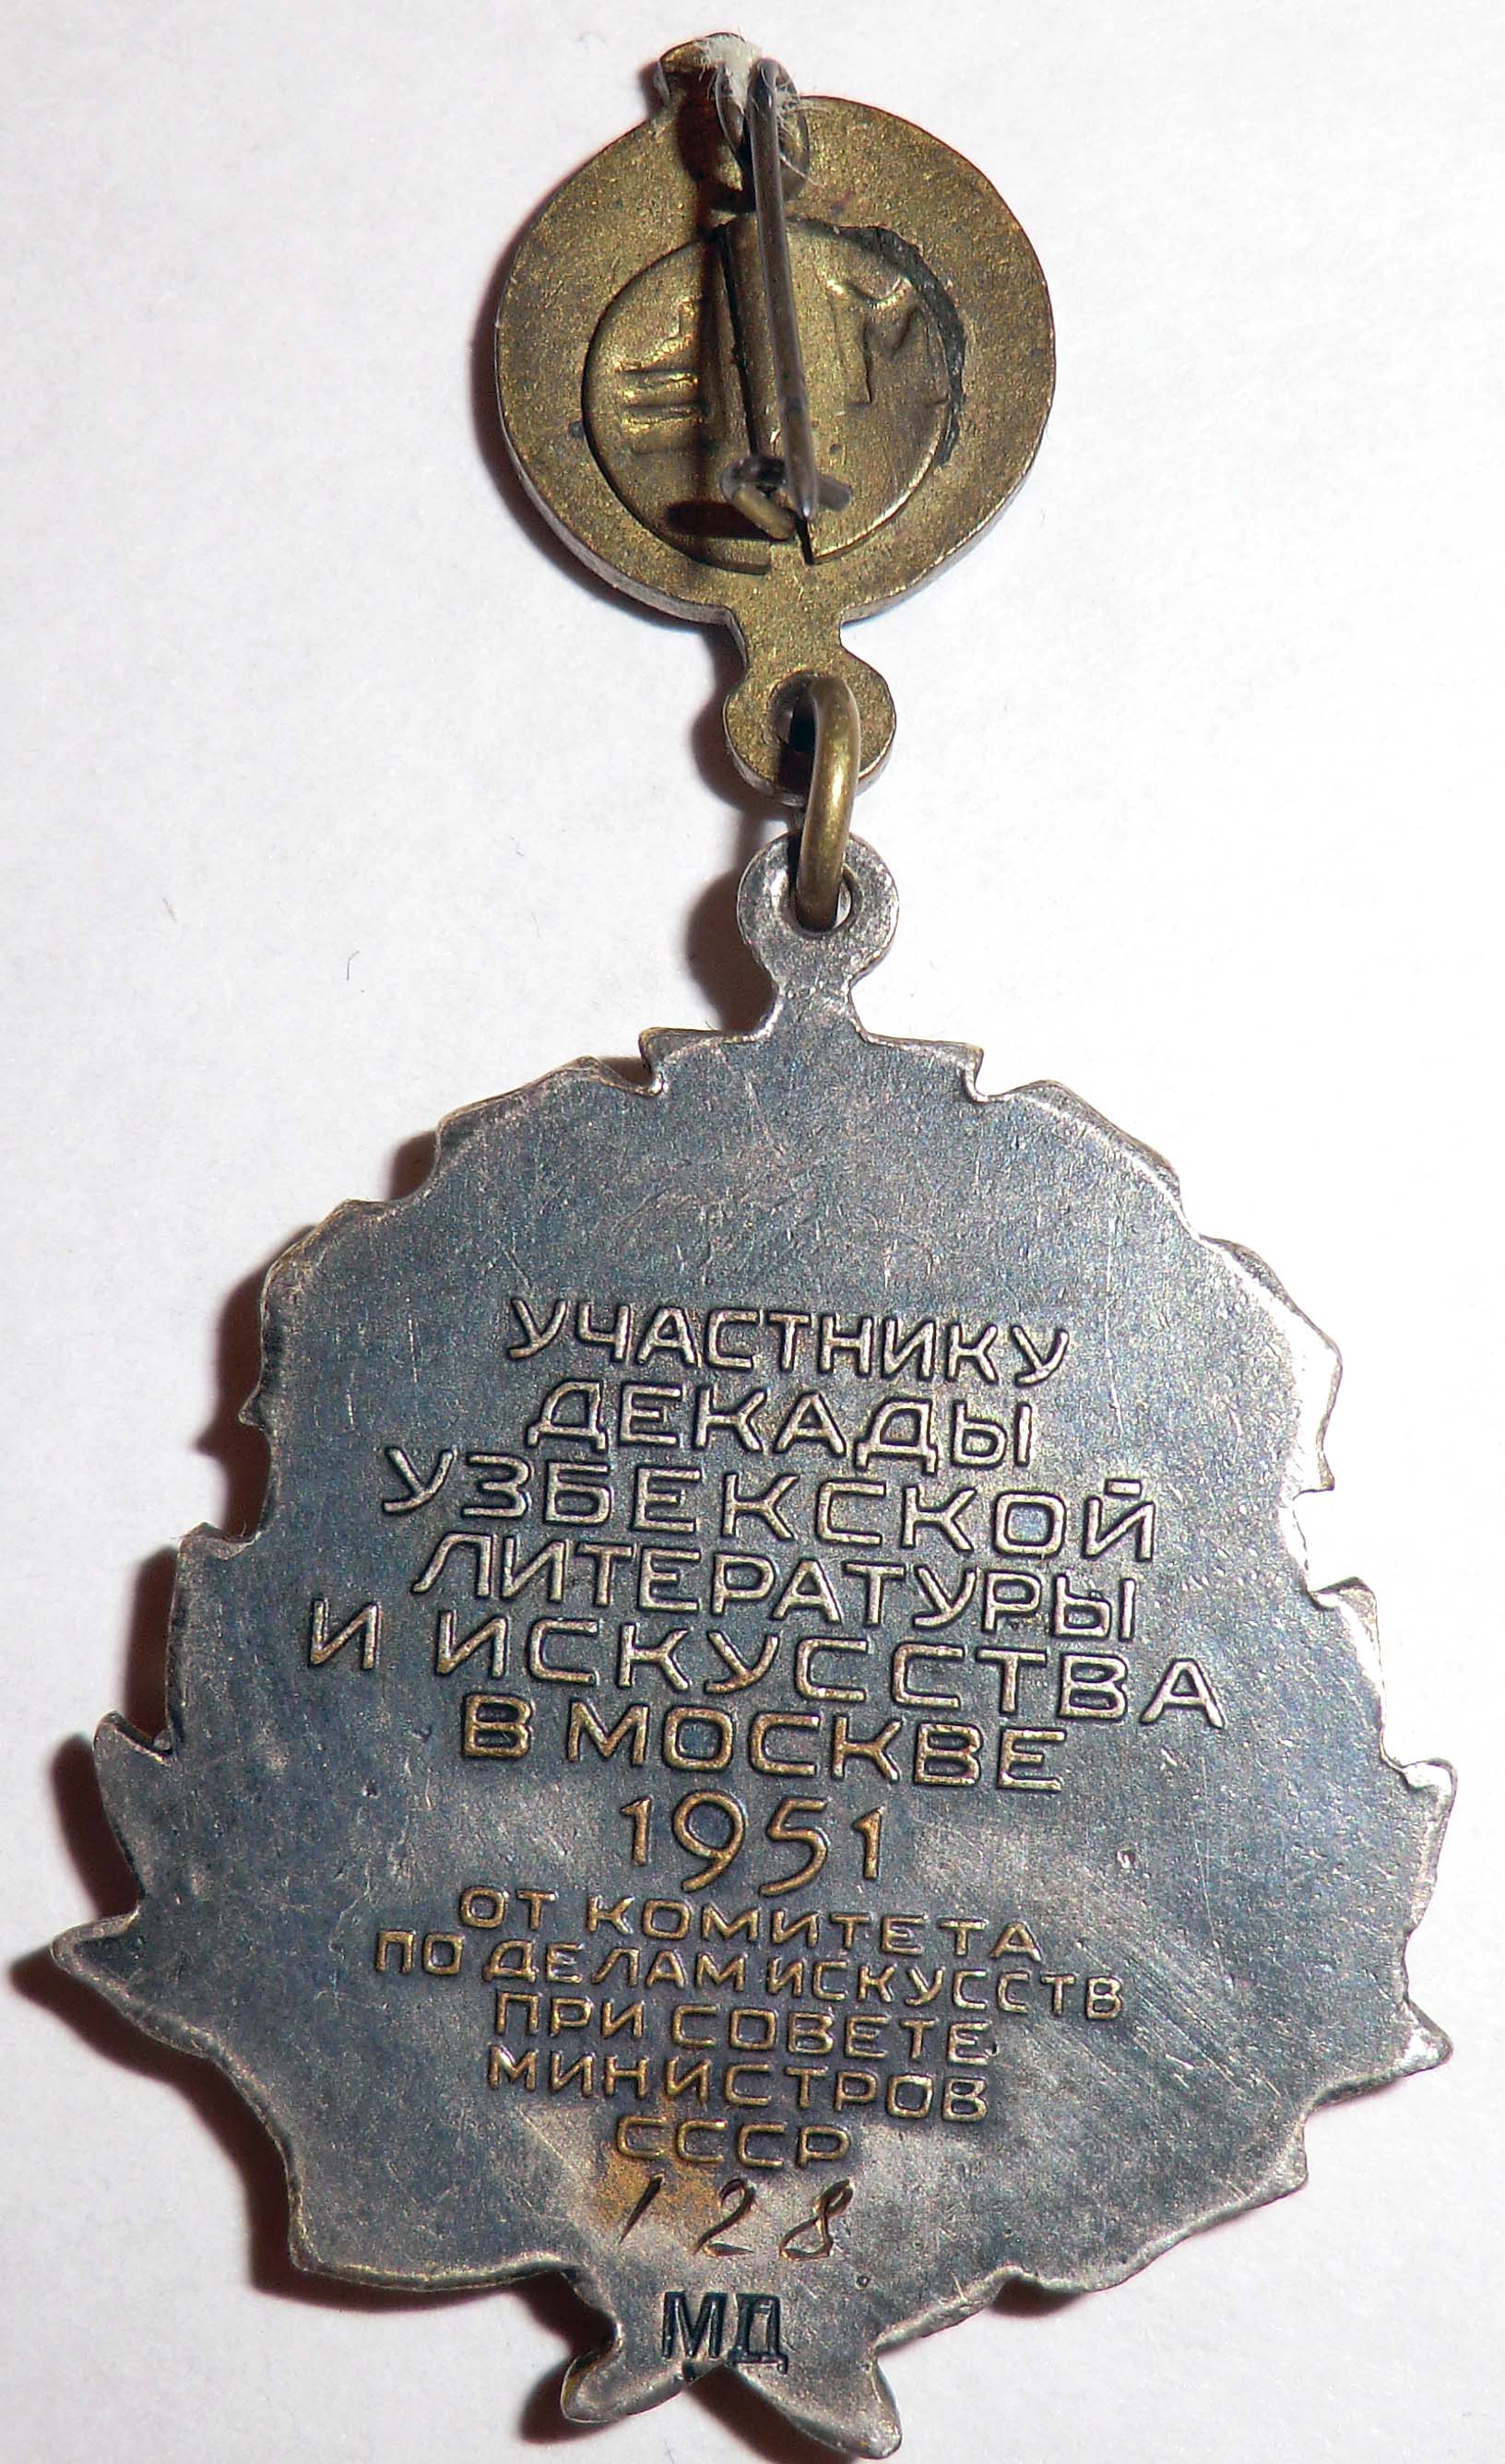 УЧАСТНИКУ
ДЕКАДЫ
УЗБЕКСКОЙ
ЛИТЕРАТУРЫ
И ИСКУССТВА
В МОСКВЕ
1951
ОТ КОМИТЕТА
ПО ДЕЛАМ ИСКУССТВ
ПРИ СОВЕТЕ
МИНИСТРОВ
СССР
128
МД